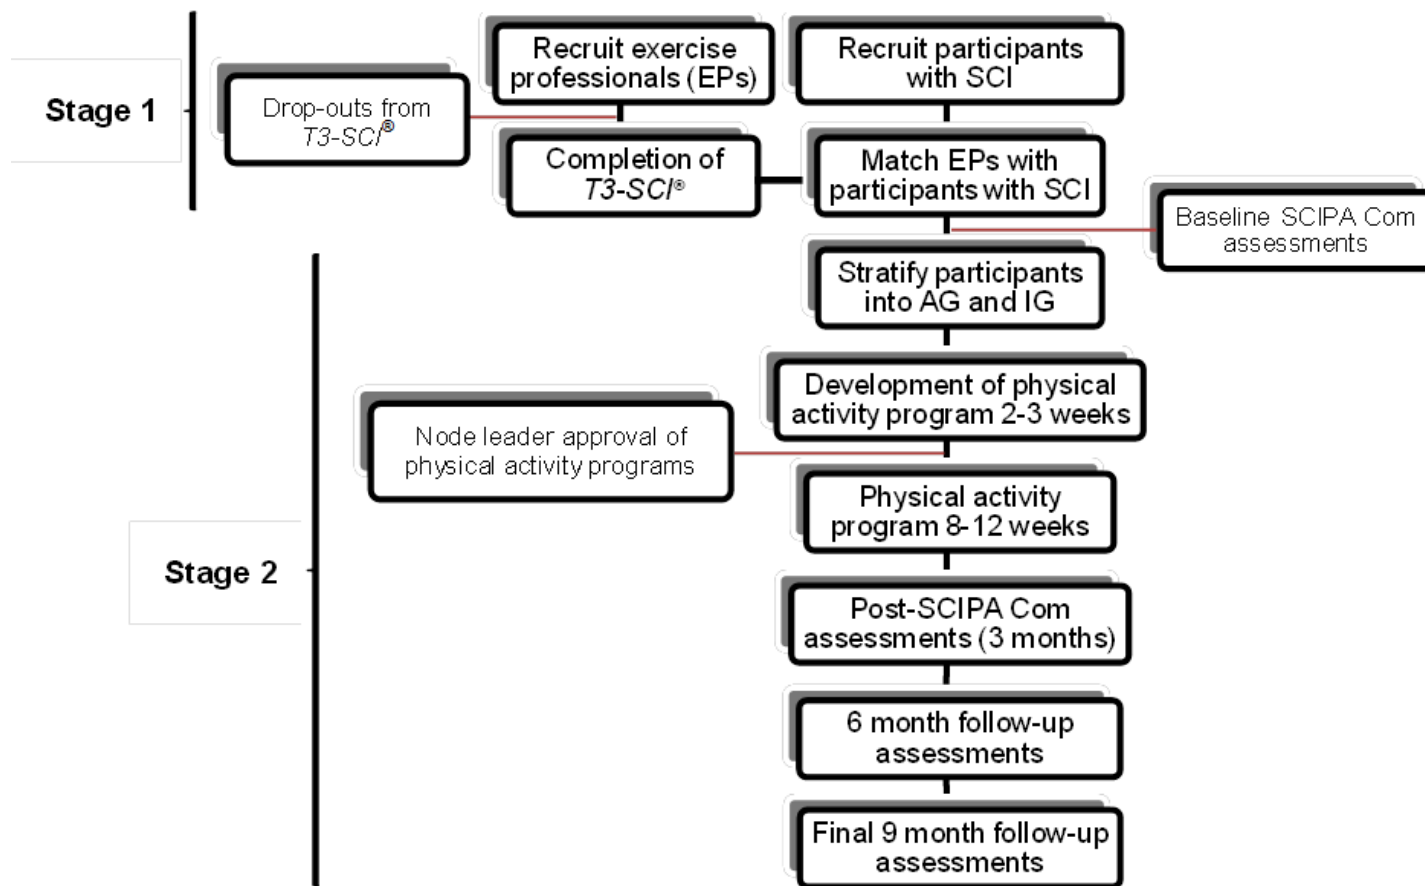 Stage 1
Drop-outs from
T3-SCI®
Recruit exercise
professionals (EPs)
Recruit participants
with SCI
Completion of
T3-SCI®
Match EPs with
participants with SCI
Baseline SCIPA Com
assessments
Stratify participants
into AG and IG
Development of physical
activity program 2-3 weeks
Node leader approval of
physical activity programs
Physical activity
program 8-12 weeks
Stage 2
Post-SCIPA Com
assessments (3 months)
6 month follow-up
assessments
Final 9 month follow-up
assessments